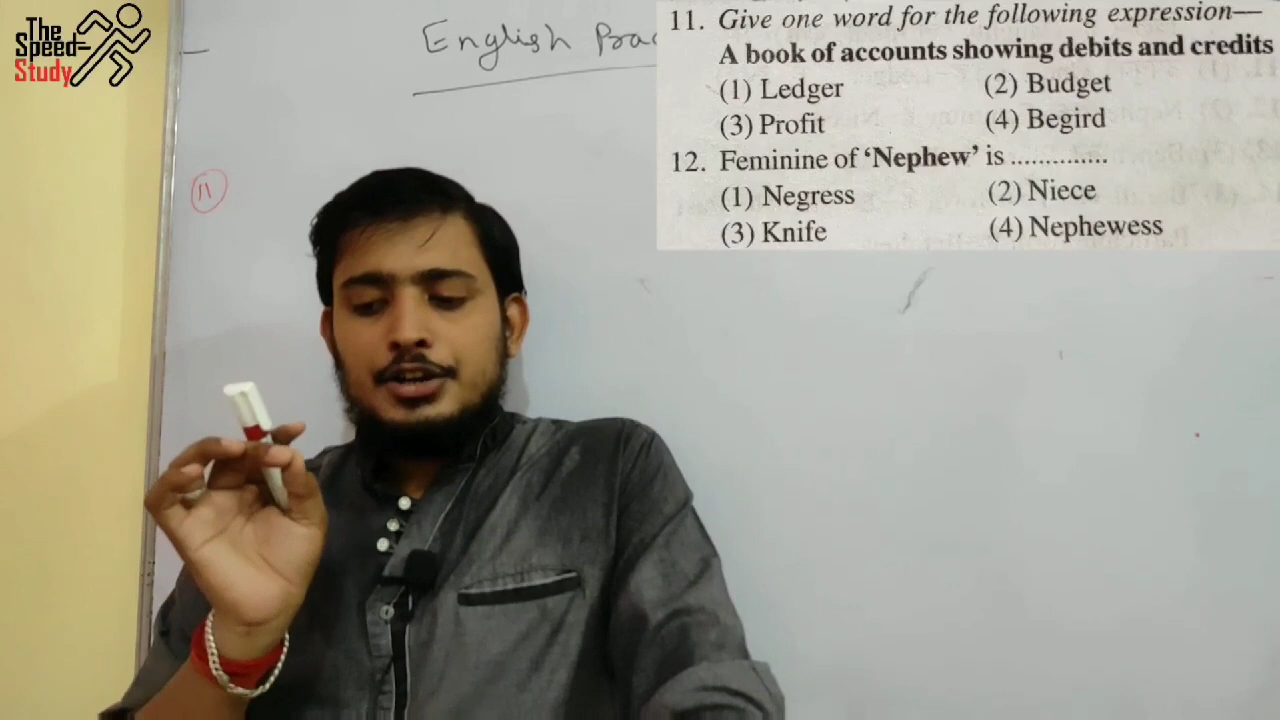 The
Speed-
Study
English Prac
11
11. Give one word for the following expression—
A book of accounts showing debits and credits
(1) Ledger (2) Budget
(3) Profit (4) Begird
12. Feminine of ‘Nephew’ is ..............
(1) Negress (2) Niece
(3) Knife (4) Nephewess